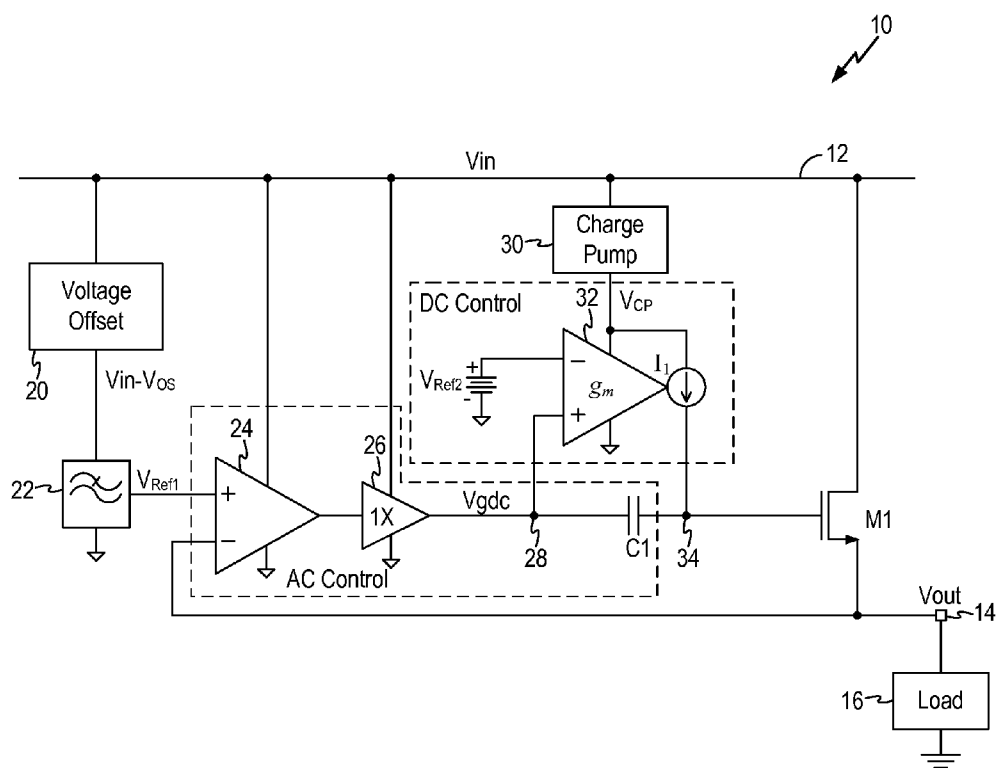 10
Vin
12
Charge
Pump
30
Voltage
Offset
20
Vin-VOS
DC Control
32
VCP
+
VRef2
-
−
gm
+
I1
22
VRef1
24
+
−
26
1X
AC Control
Vgdc
28
C1
34
M1
Vout
14
16
Load